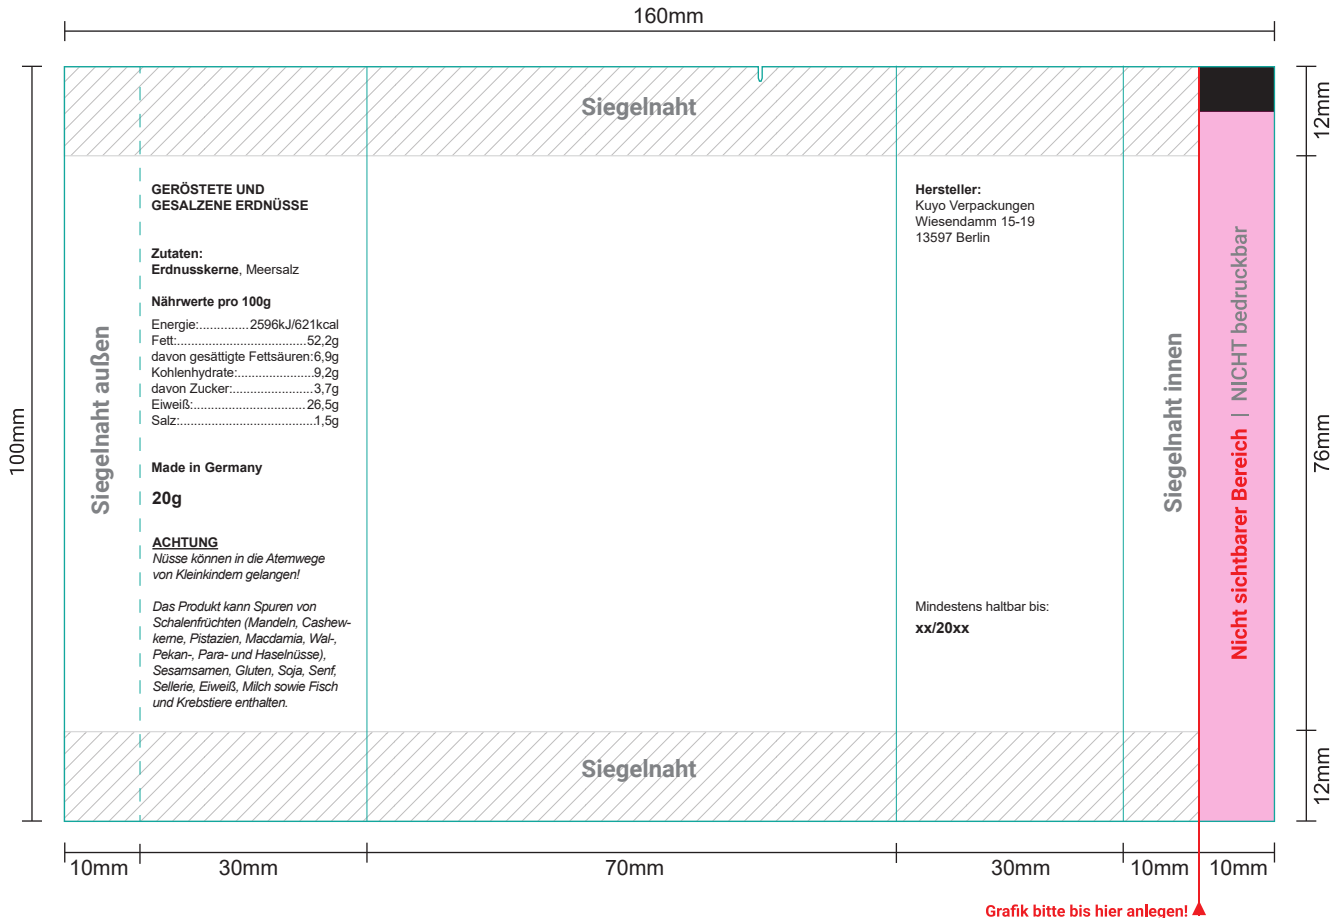 160mm
Siegelnaht
12mm
GERÖSTETE UND
GESALZENE ERDNÜSSE
Zutaten:
Erdnusskerne, Meersalz
Nährwerte pro 100g
Energie:...............2596kJ/621kcal
Fett:.......................................52,2g
davon gesättigte Fettsäuren:6,9g
Kohlenhydrate:.......................9,2g
davon Zucker:........................3,7g
Eiweiß:..................................26,5g
Salz:........................................1,5g
Made in Germany
20g
ACHTUNG
Nüsse können in die Atemwege
von Kleinkindern gelangen!
Das Produkt kann Spuren von
Schalenfrüchten (Mandeln, Cashew-
kerne, Pistazien, Macdamia, Wal-,
Pekan-, Para- und Haselnüsse),
Sesamsamen, Gluten, Soja, Senf,
Sellerie, Eiweiß, Milch sowie Fisch
und Krebstiere enthalten.
Siegelnaht außen
100mm
Hersteller:
Kuyo Verpackungen
Wiesendamm 15-19
13597 Berlin
Mindestens haltbar bis:
xx/20xx
Siegelnaht innen
Nicht sichtbarer Bereich | NICHT bedruckbar
76mm
Siegelnaht
12mm
10mm
30mm
70mm
30mm
10mm
10mm
Grafik bitte bis hier anlegen!